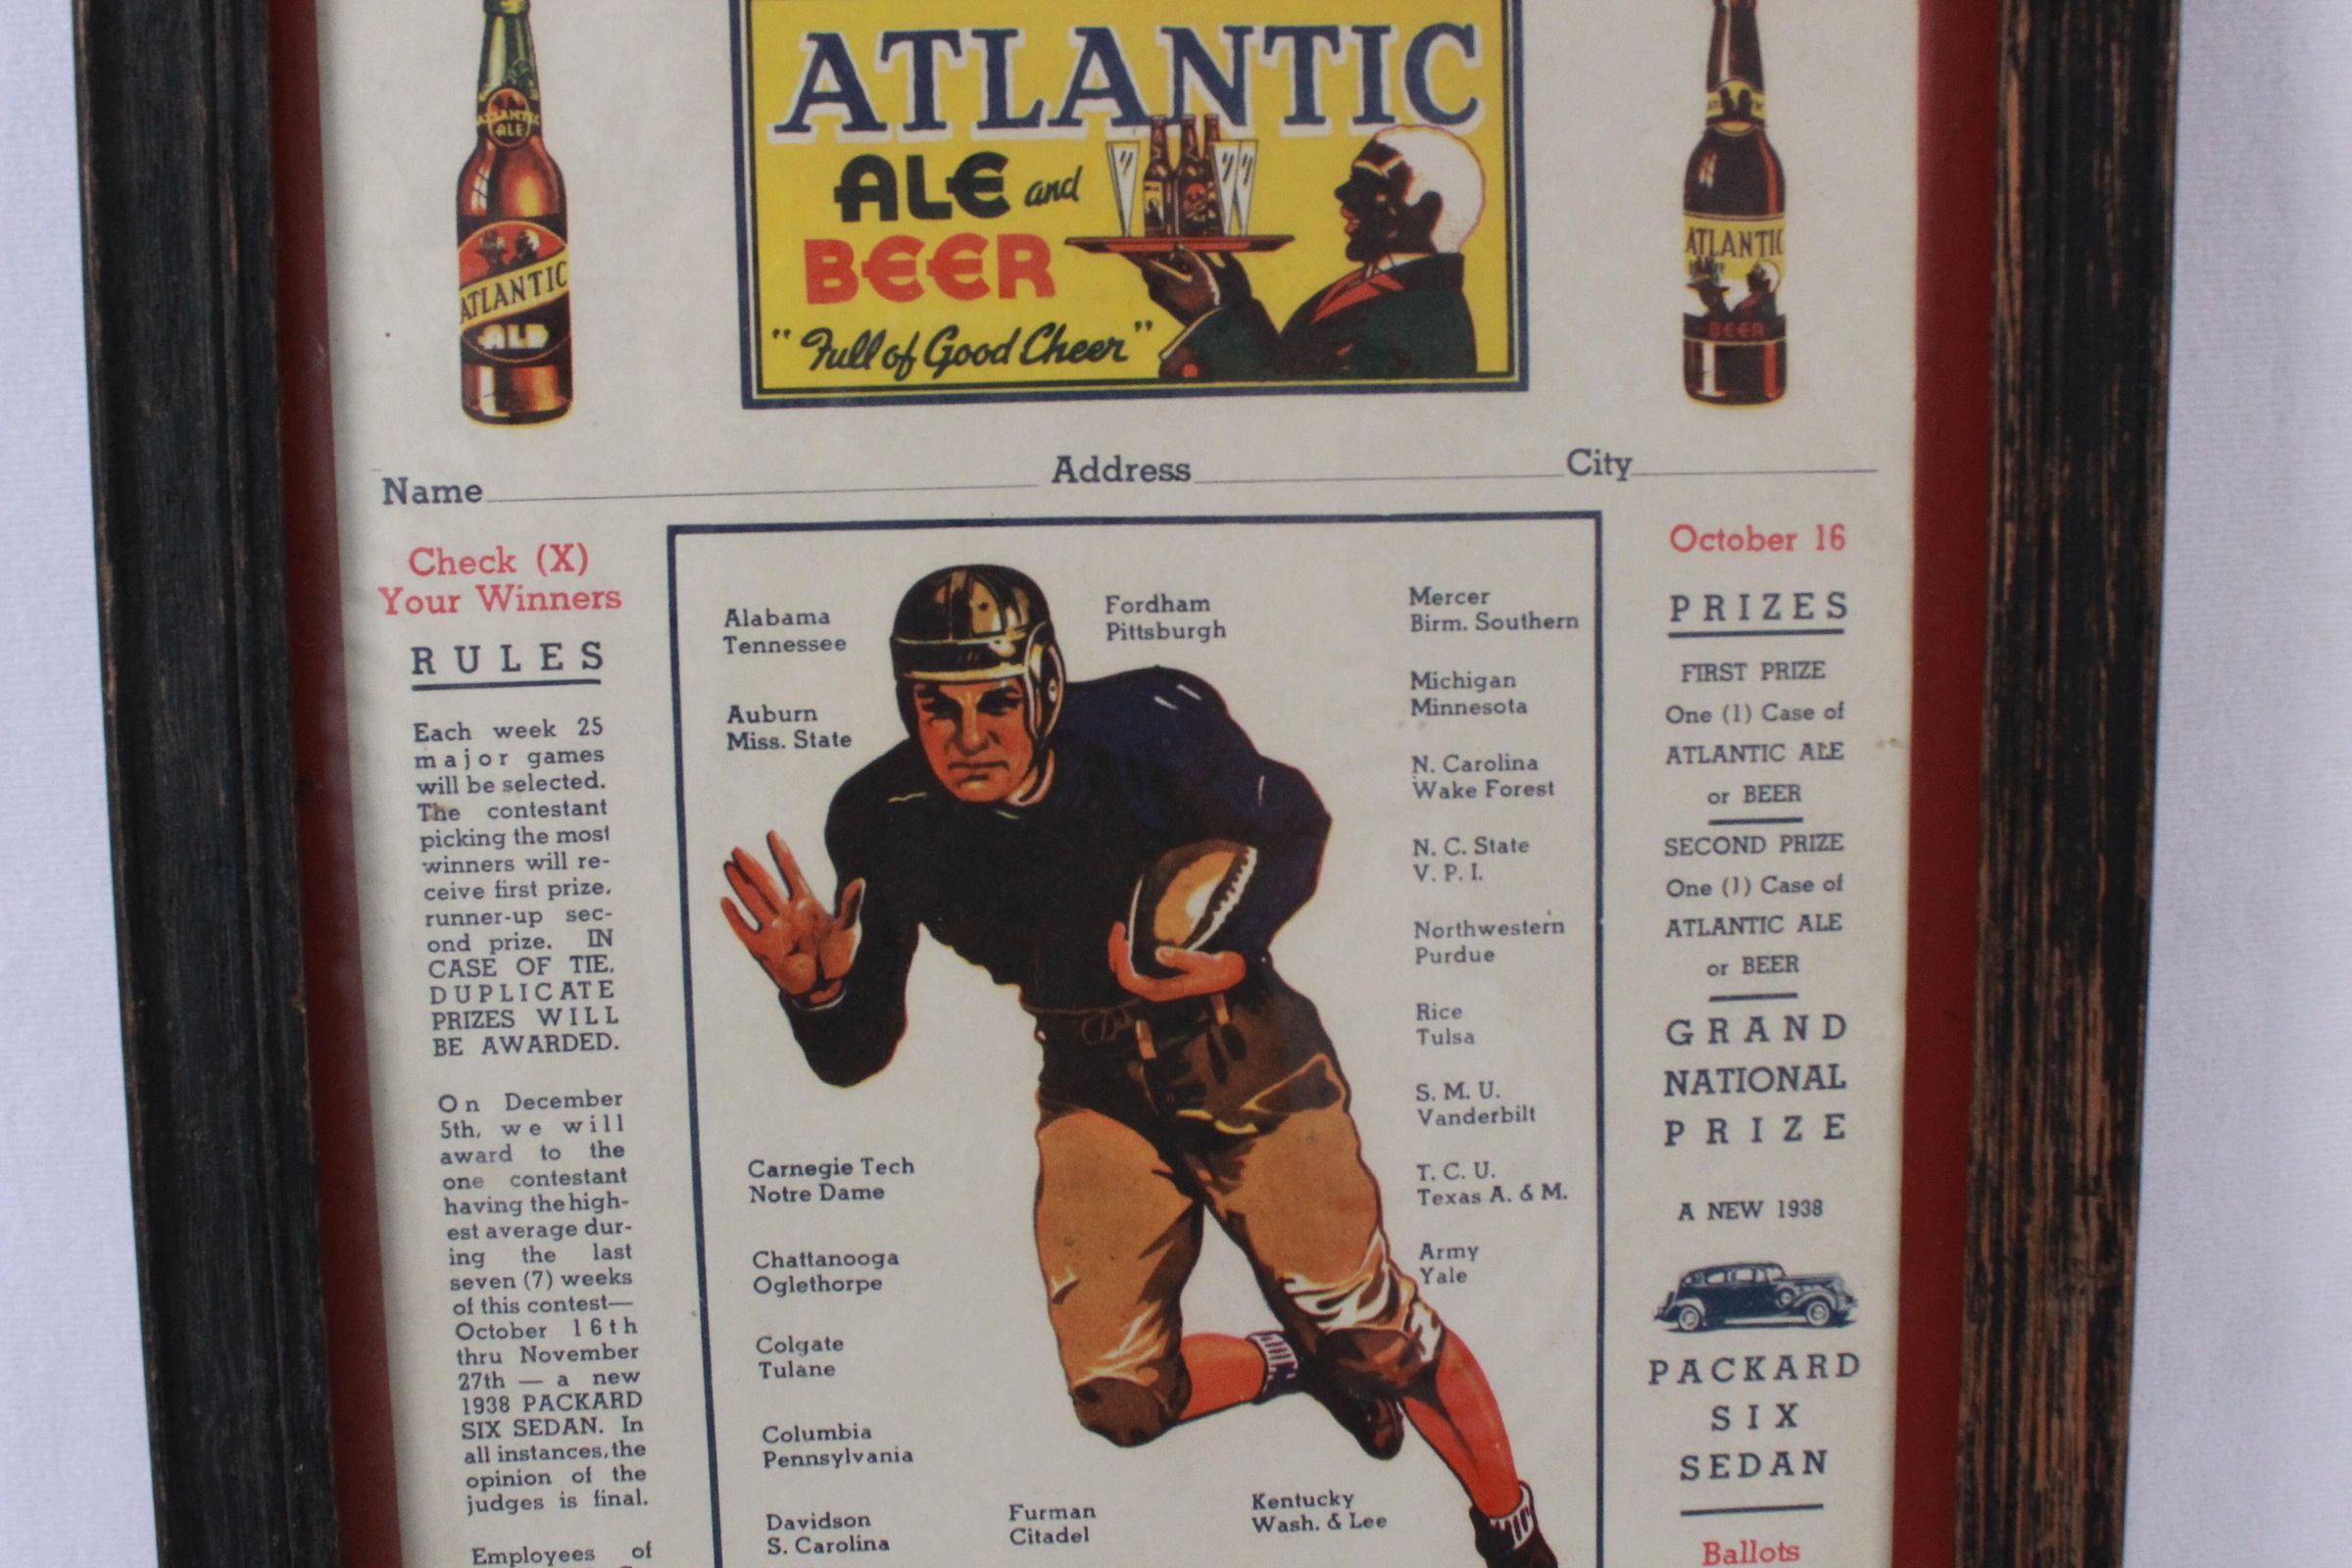 ATLANTIC
ALE and
BEER
"Full of Good Cheer"
ATLANTIC
ALE
ATLANTIC
ALE
ATLANTIC
BEER
Name Address City
Check (X)
Your Winners
RULES
Each week 25
major games
will be selected.
The contestant
picking the most
winners will re-
ceive first prize,
runner-up sec-
ond prize. IN
CASE OF TIE,
DUPLICATE
PRIZES WILL
BE AWARDED.
On December
5th, we will
award to the
one contestant
having the high-
est average dur-
ing the last
seven (7) weeks
of this contest—
October 16th
thru November
27th — a new
1938 PACKARD
SIX SEDAN. In
all instances, the
opinion of the
judges is final.
Employees of
Alabama
Tennessee
Auburn
Miss. State
Carnegie Tech
Notre Dame
Chattanooga
Oglethorpe
Colgate
Tulane
Columbia
Pennsylvania
Davidson
S. Carolina
Fordham
Pittsburgh
Furman
Citadel
Kentucky
Wash. & Lee
Mercer
Birm. Southern
Michigan
Minnesota
N. Carolina
Wake Forest
N. C. State
V. P. I.
Northwestern
Purdue
Rice
Tulsa
S. M. U.
Vanderbilt
T. C. U.
Texas A. & M.
Army
Yale
October 16
PRIZES
FIRST PRIZE
One (1) Case of
ATLANTIC ALE
or BEER
SECOND PRIZE
One (1) Case of
ATLANTIC ALE
or BEER
GRAND
NATIONAL
PRIZE
A NEW 1938
PACKARD
SIX
SEDAN
Ballots